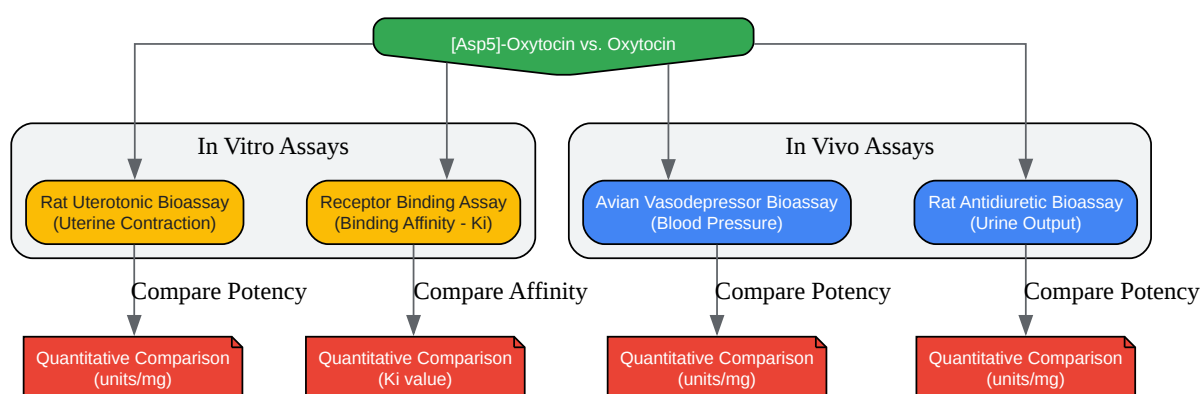 [Asp5]-Oxytocin vs. Oxytocin
In Vitro Assays
In Vivo Assays
Rat Uterotonic Bioassay
(Uterine Contraction)
Receptor Binding Assay
(Binding Affinity - Ki)
Avian Vasodepressor Bioassay
(Blood Pressure)
Rat Antidiuretic Bioassay
(Urine Output)
Compare Potency
Compare Affinity
Compare Potency
Compare Potency
Quantitative Comparison
(units/mg)
Quantitative Comparison
(Ki value)
Quantitative Comparison
(units/mg)
Quantitative Comparison
(units/mg)